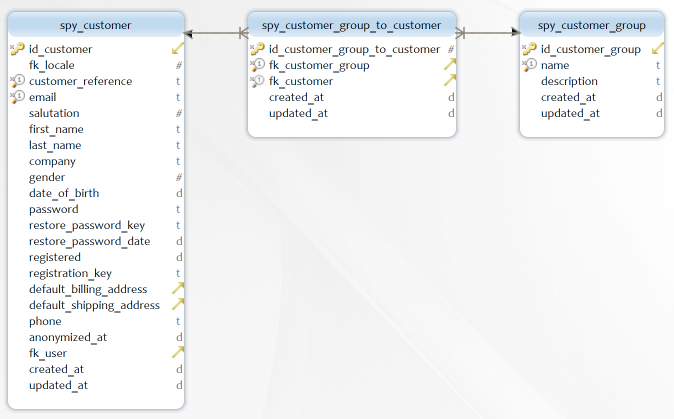 spy_customer
id_customer
fk_locale #
customer_reference t
email t
salutation #
first_name t
last_name t
company t
gender #
date_of_birth d
password t
restore_password_key t
restore_password_date d
registered d
registration_key t
default_billing_address
default_shipping_address
phone t
anonymized_at d
fk_user
created_at d
updated_at d
spy_customer_group_to_customer
id_customer_group_to_customer #
fk_customer_group
fk_customer
created_at d
updated_at d
spy_customer_group
id_customer_group
name t
description t
created_at d
updated_at d